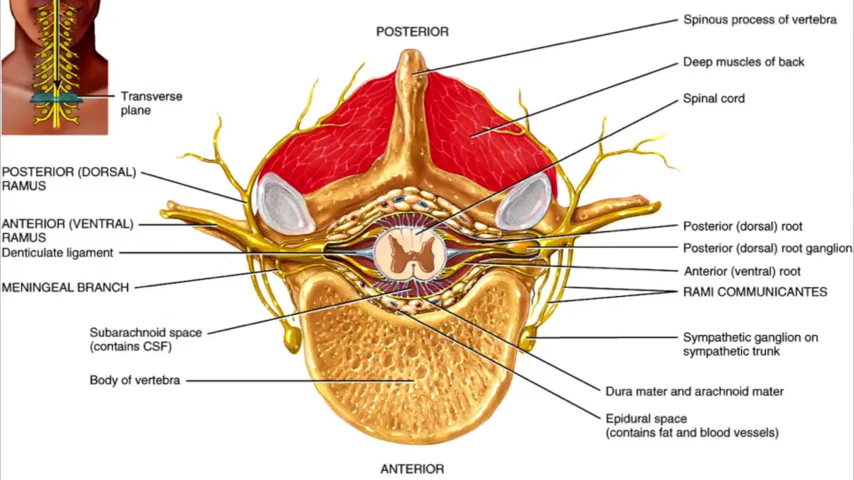 POSTERIOR
Spinous process of vertebra
Deep muscles of back
Transverse
plane
Spinal cord
POSTERIOR (DORSAL)
RAMUS
ANTERIOR (VENTRAL)
RAMUS
Denticulate ligament
MENINGEAL BRANCH
Subarachnoid space
(contains CSF)
Body of vertebra
Posterior (dorsal) root
Posterior (dorsal) root ganglion
Anterior (ventral) root
RAMI COMMUNICANTES
Sympathetic ganglion on
sympathetic trunk
Dura mater and arachnoid mater
Epidural space
(contains fat and blood vessels)
ANTERIOR